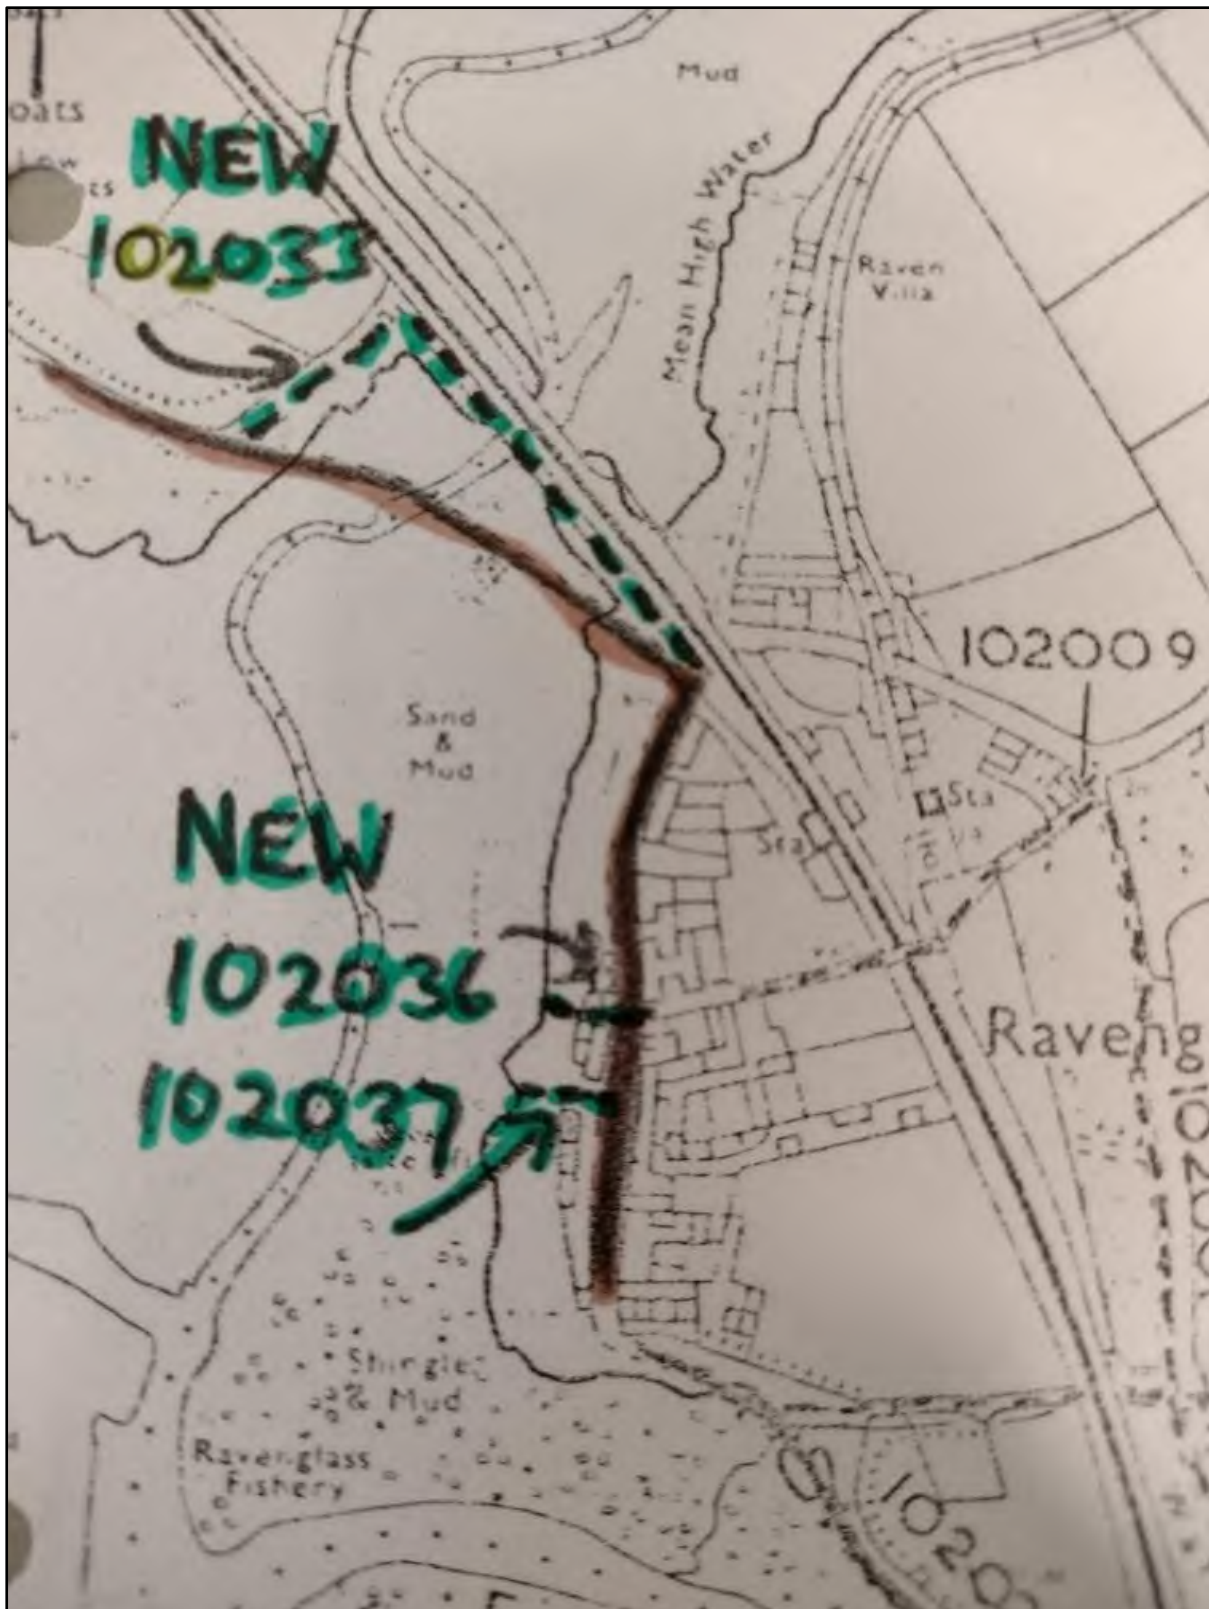 oats
Mud
NEW
102033
Mean High Water
Raven
Villa
102009
Sand
&
Mud
Sta
Sta
NEW
102036
102037
Raveng
Shingle
& Mud
Ravenglass
Fishery